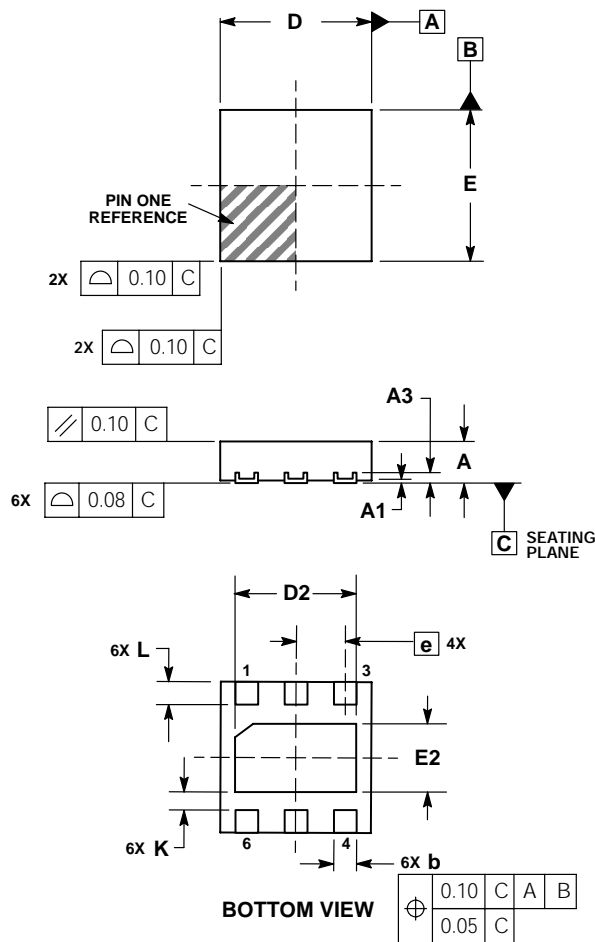 D
A
B
E
PIN ONE
REFERENCE
2X ⌓ 0.10 C
2X ⌓ 0.10 C
A3
// 0.10 C
A
6X ⌓ 0.08 C
A1
C SEATING
PLANE
D2
e 4X
6X L
1 3
E2
6X K
6 4
6X b
BOTTOM VIEW
⌖ 0.10 C A B
0.05 C